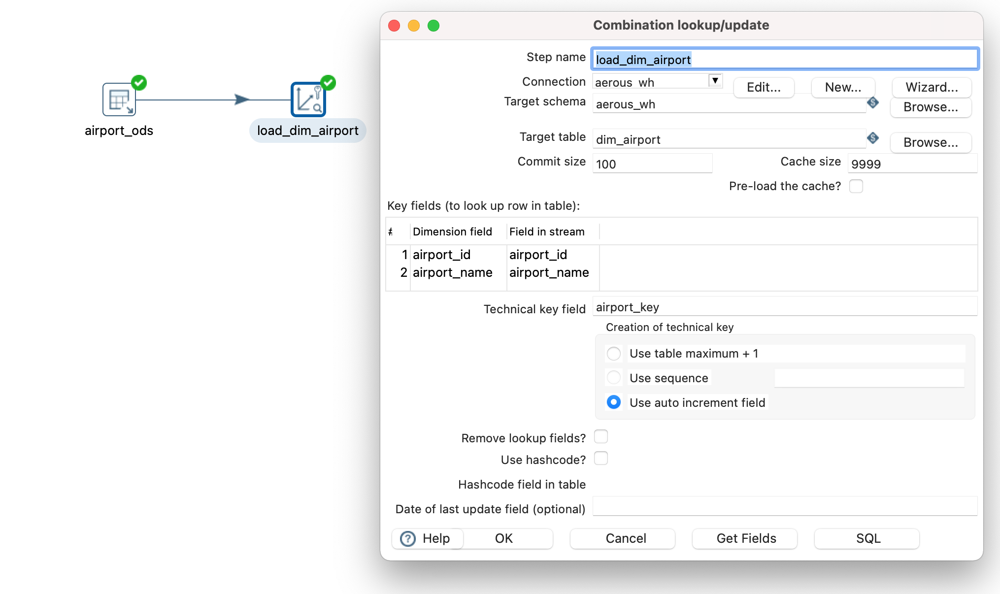 Combination lookup/update
Step name load_dim_airport
Connection aerous_wh Edit... New... Wizard...
Target schema aerous_wh Browse...
Target table dim_airport Browse...
Commit size 100 Cache size 9999
Pre-load the cache?
Key fields (to look up row in table):
# Dimension field Field in stream
1 airport_id airport_id
2 airport_name airport_name
Technical key field airport_key
Creation of technical key
Use table maximum + 1
Use sequence
Use auto increment field
Remove lookup fields?
Use hashcode?
Hashcode field in table
Date of last update field (optional)
Help OK Cancel Get Fields SQL
airport_ods load_dim_airport